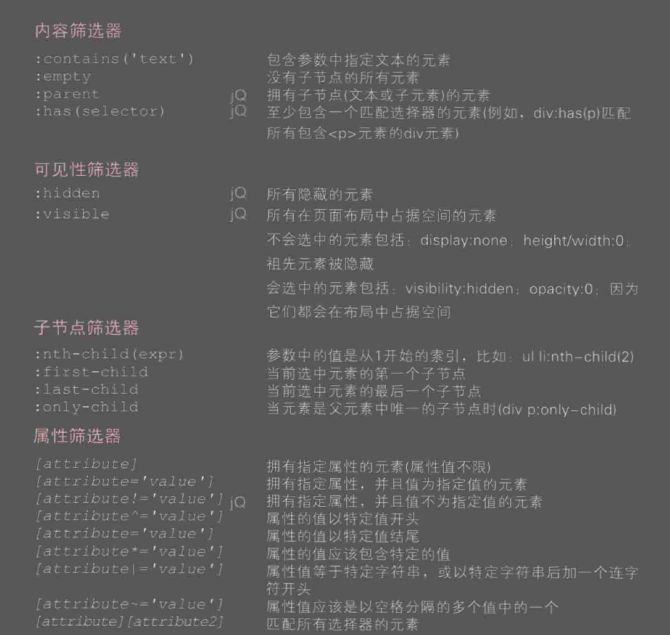 内容筛选器
:contains('text') 包含参数中指定文本的元素
:empty 没有子节点的所有元素
:parent jQ 拥有子节点(文本或子元素)的元素
:has(selector) jQ 至少包含一个匹配选择器的元素(例如，div:has(p)匹配
所有包含<p>元素的div元素)
可见性筛选器
:hidden jQ 所有隐藏的元素
:visible jQ 所有在页面布局中占据空间的元素
不会选中的元素包括：display:none；height/width:0；
祖先元素被隐藏
会选中的元素包括：visibility:hidden；opacity:0；因为
它们都会在布局中占据空间
子节点筛选器
:nth-child(expr) 参数中的值是从1开始的索引，比如：ul li:nth-child(2)
:first-child 当前选中元素的第一个子节点
:last-child 当前选中元素的最后一个子节点
:only-child 当元素是父元素中唯一的子节点时(div p:only-child)
属性筛选器
[attribute] 拥有指定属性的元素(属性值不限)
[attribute='value'] 拥有指定属性，并且值为指定值的元素
[attribute!='value'] jQ 拥有指定属性，并且值不为指定值的元素
[attribute^='value'] 属性的值以特定值开头
[attribute='value'] 属性的值以特定值结尾
[attribute*='value'] 属性的值应该包含特定的值
[attribute|='value'] 属性值等于特定字符串，或以特定字符串后加一个连字
符开头
[attribute~='value'] 属性值应该是以空格分隔的多个值中的一个
[attribute][attribute2] 匹配所有选择器的元素